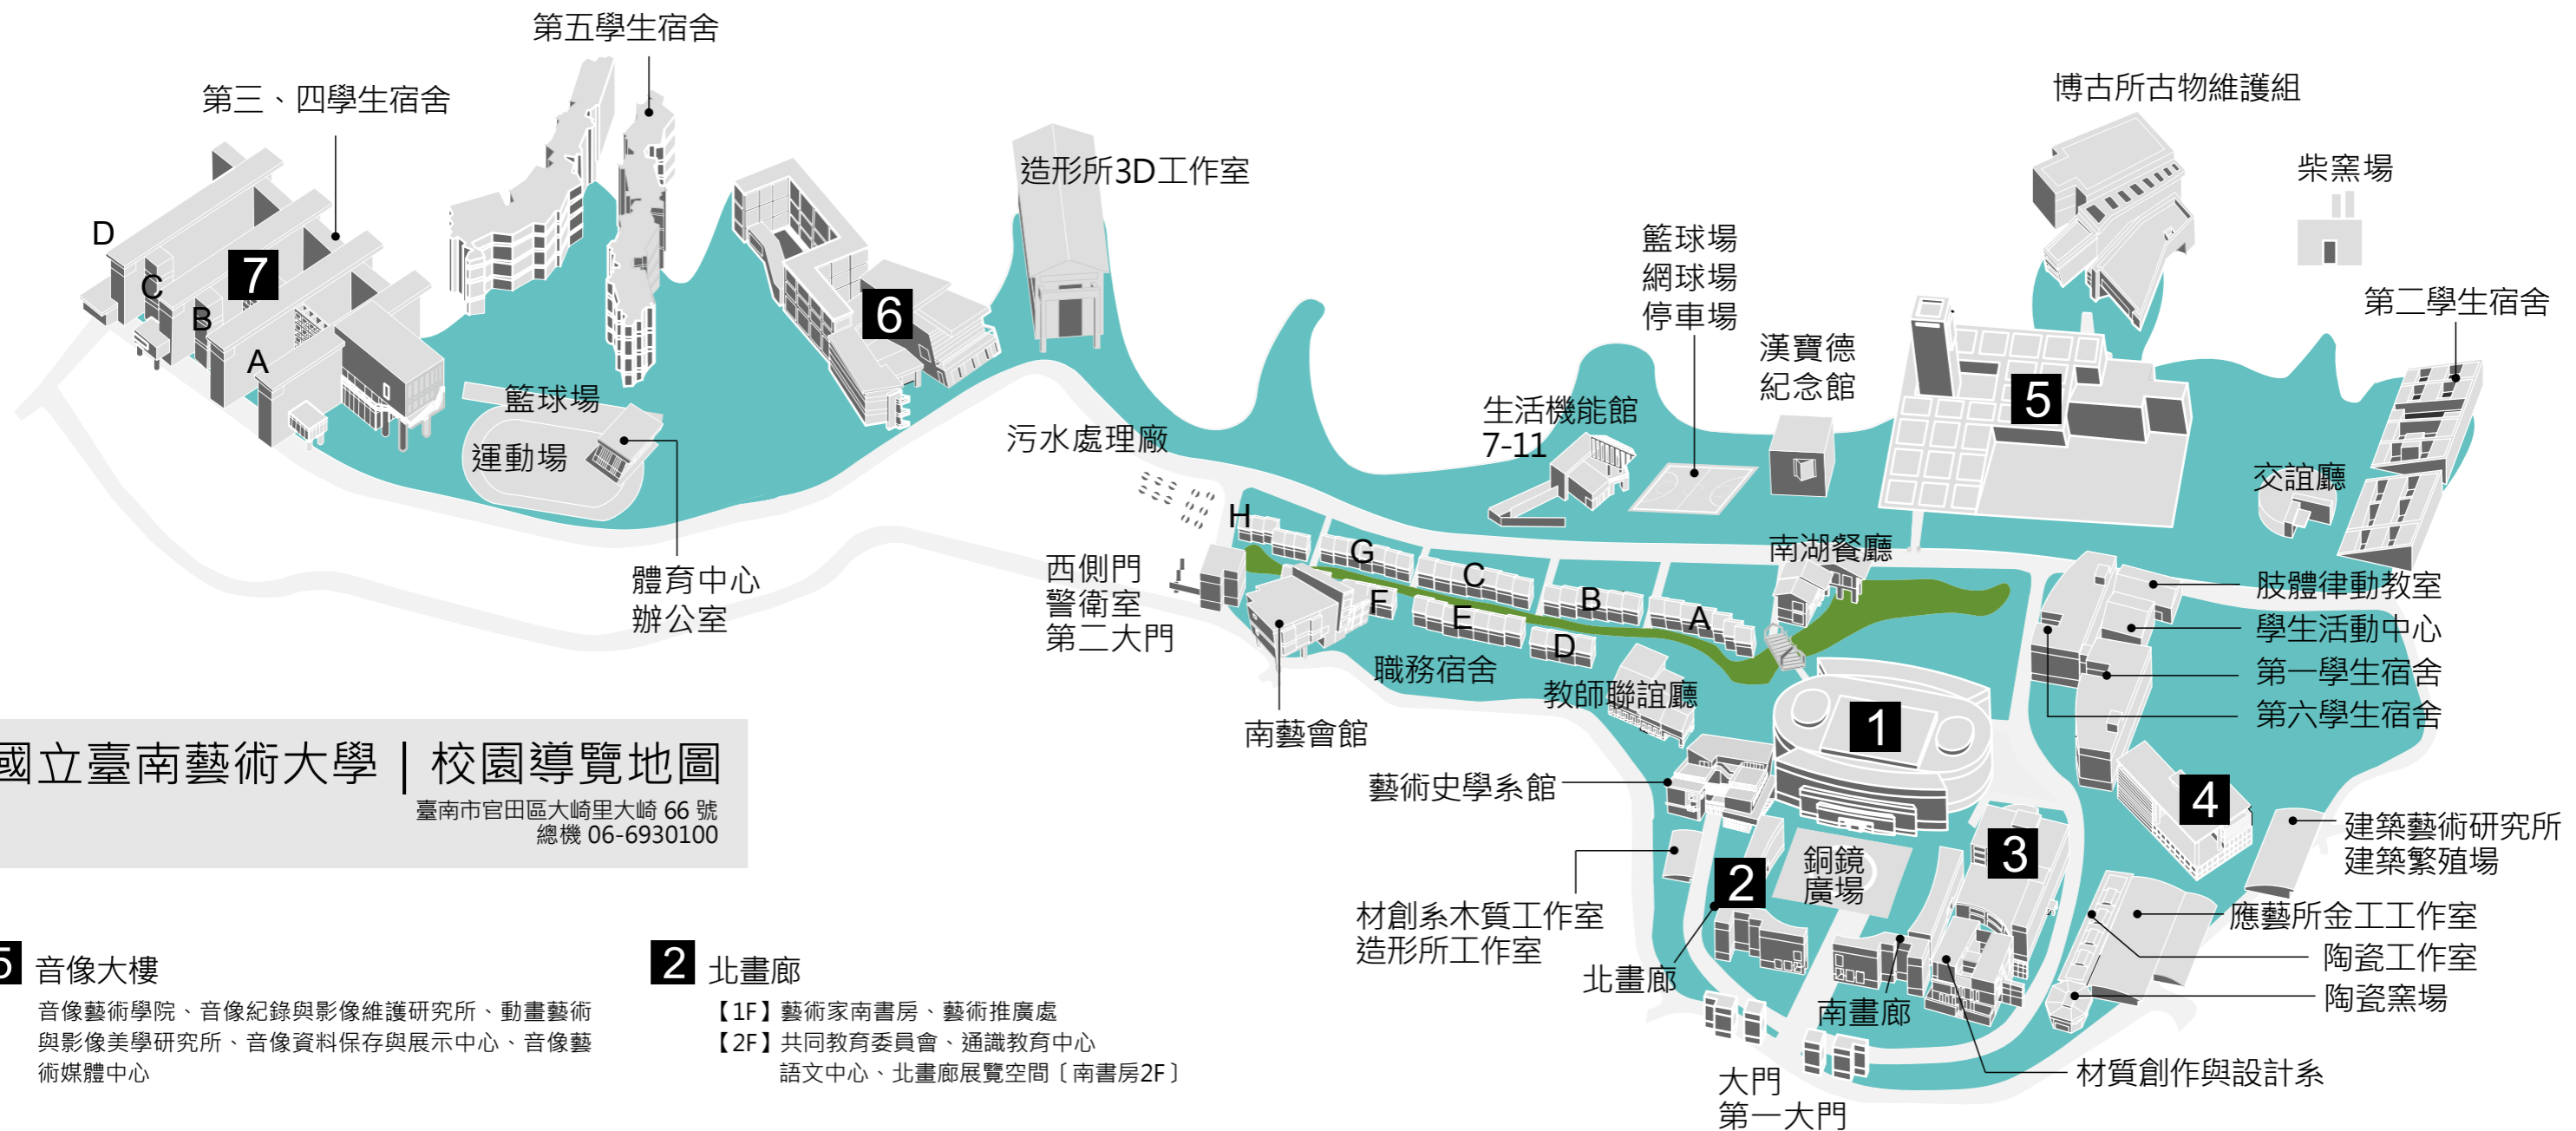 第五學生宿舍
第三、四學生宿舍
博古所古物維護組
造形所3D工作室
柴窯場
D
C
B
A
7
6
籃球場
網球場
停車場
漢寶德
紀念館
第二學生宿舍
5
籃球場
運動場
生活機能館
7-11
污水處理廠
交誼廳
體育中心
辦公室
西側門
警衛室
第二大門
H
G
C
B
A
F
E
D
南湖餐廳
肢體律動教室
學生活動中心
第一學生宿舍
第六學生宿舍
職務宿舍
教師聯誼廳
南藝會館
1
藝術史學系館
4
建築藝術研究所
建築繁殖場
2
銅鏡
廣場
3
材創系木質工作室
造形所工作室
北畫廊
南畫廊
應藝所金工工作室
陶瓷工作室
陶瓷窯場
材質創作與設計系
大門
第一大門
國立臺南藝術大學 | 校園導覽地圖
臺南市官田區大崎里大崎 66 號
總機 06-6930100
5 音像大樓
音像藝術學院、音像紀錄與影像維護研究所、動畫藝術
與影像美學研究所、音像資料保存與展示中心、音像藝
術媒體中心
2 北畫廊
【1F】藝術家南書房、藝術推廣處
【2F】共同教育委員會、通識教育中心
語文中心、北畫廊展覽空間〔南書房2F〕